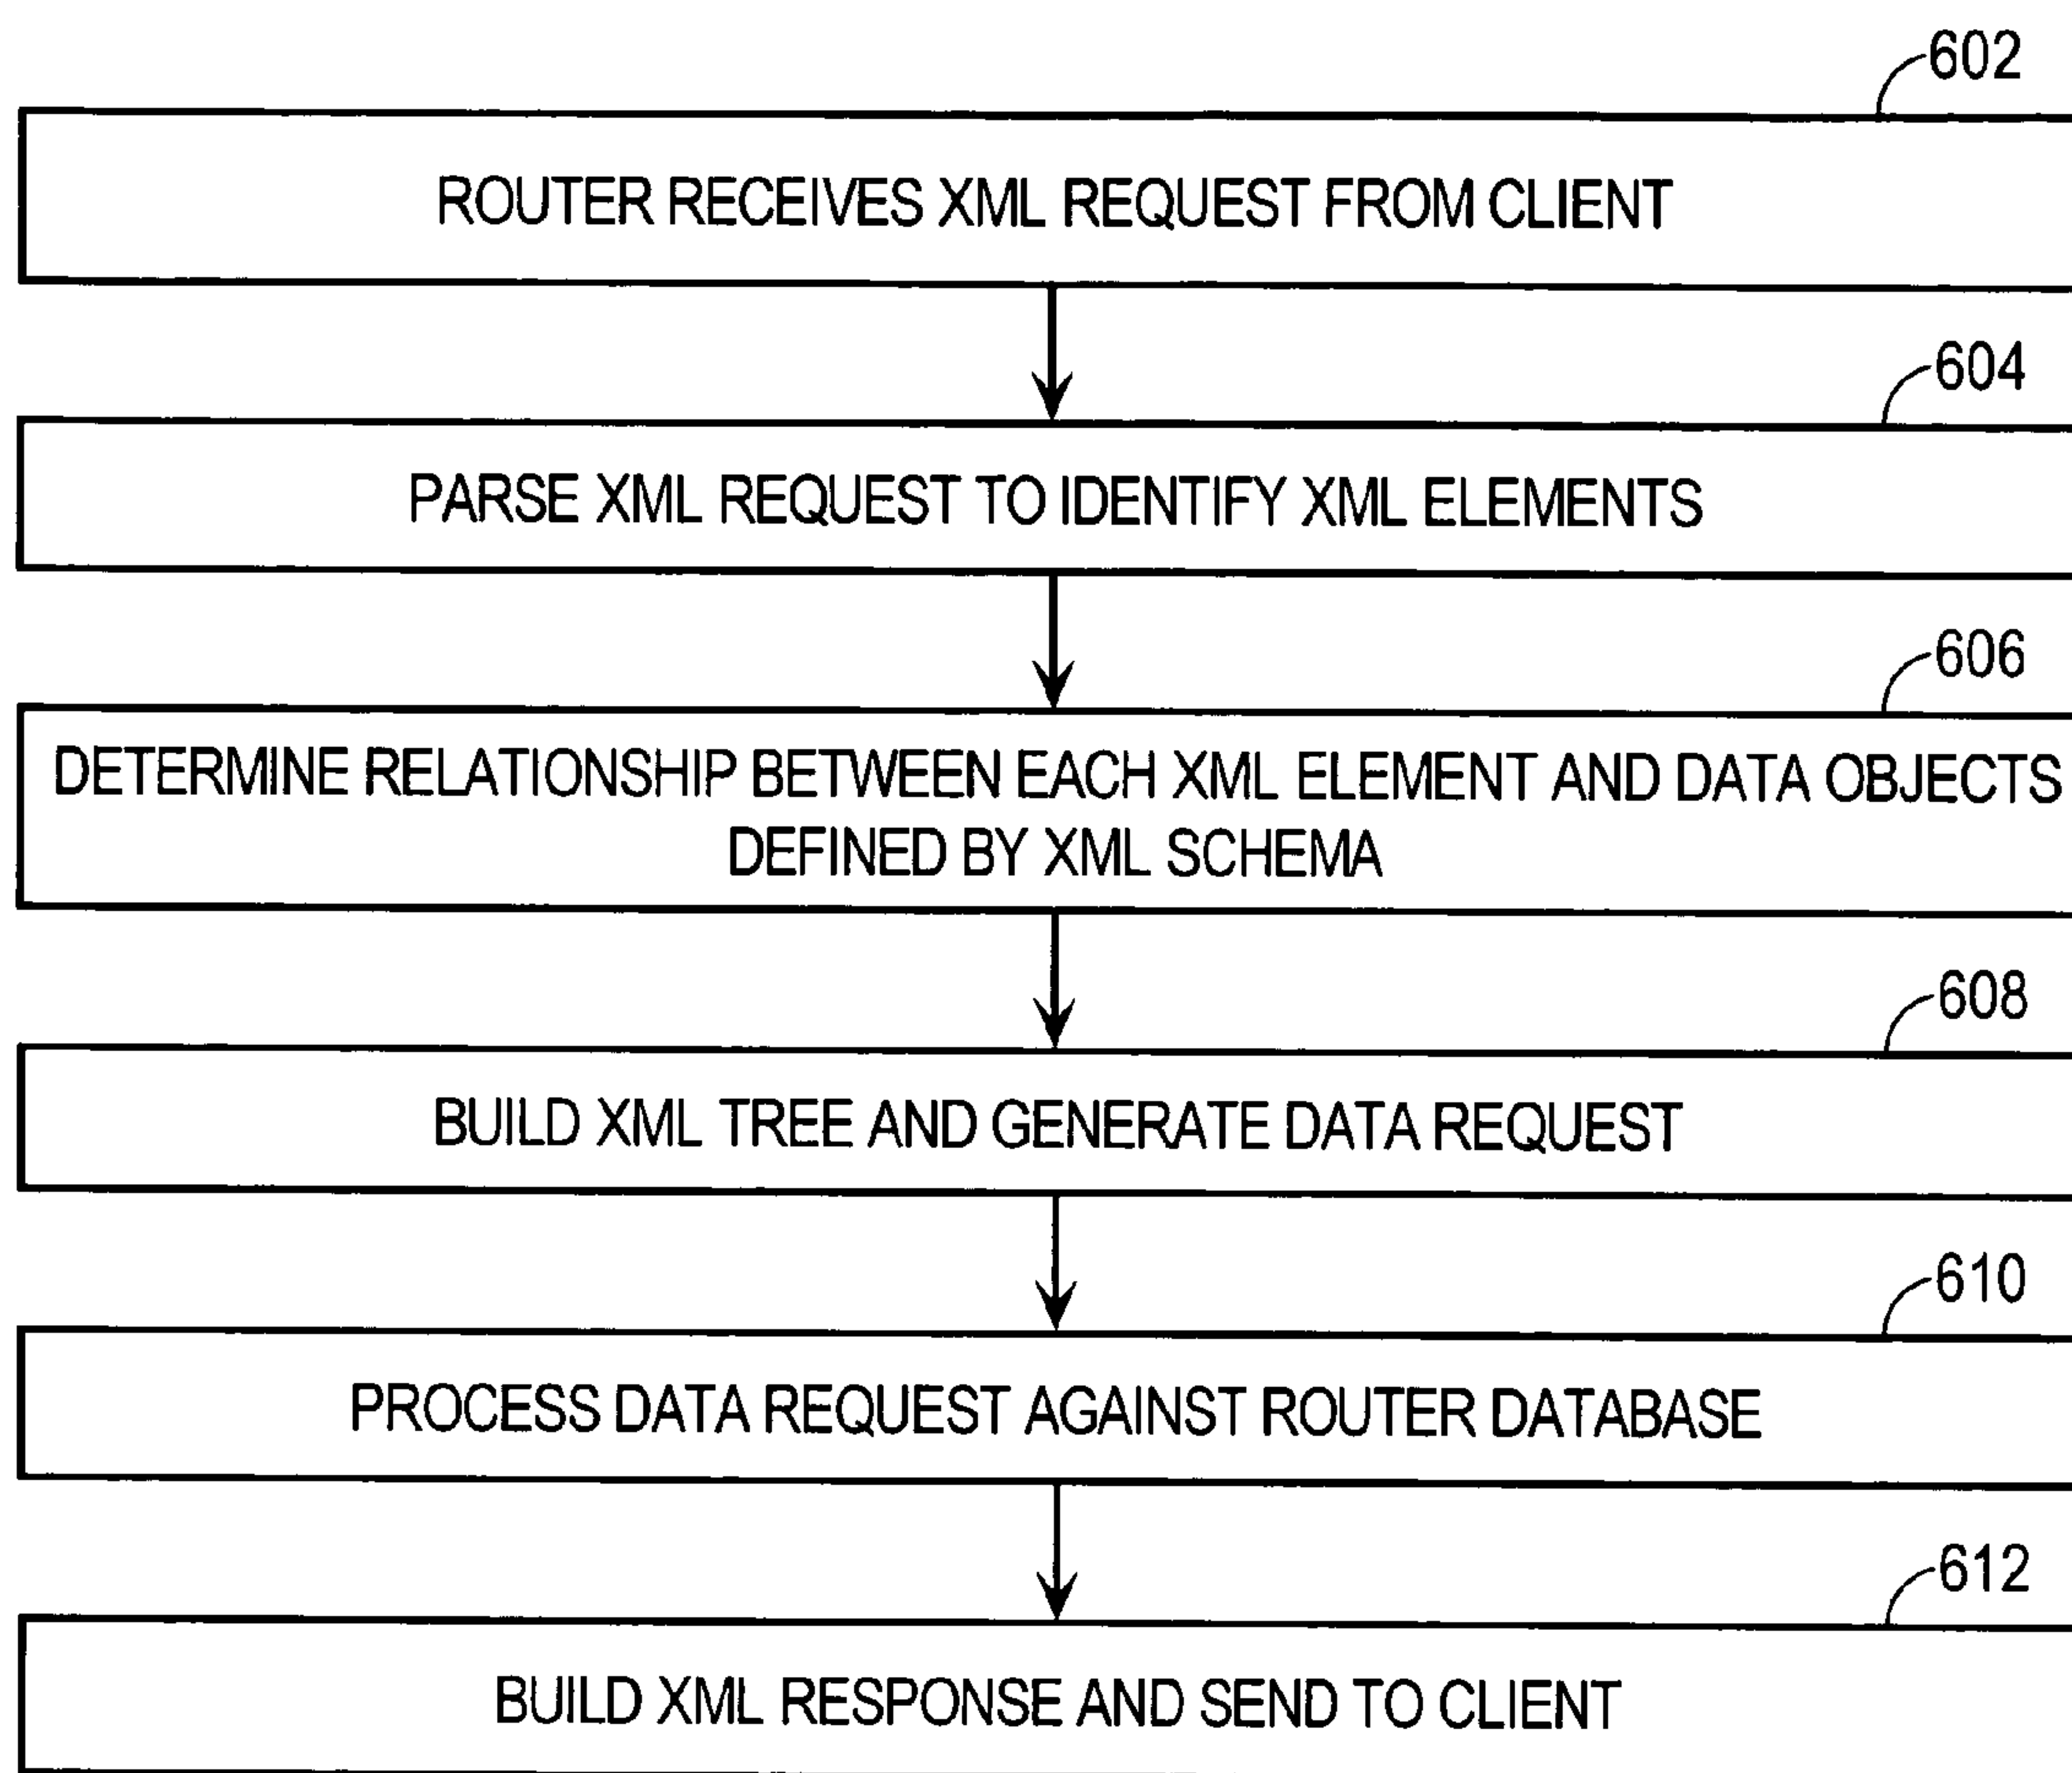 602
ROUTER RECEIVES XML REQUEST FROM CLIENT
604
PARSE XML REQUEST TO IDENTIFY XML ELEMENTS
606
DETERMINE RELATIONSHIP BETWEEN EACH XML ELEMENT AND DATA OBJECTS
DEFINED BY XML SCHEMA
608
BUILD XML TREE AND GENERATE DATA REQUEST
610
PROCESS DATA REQUEST AGAINST ROUTER DATABASE
612
BUILD XML RESPONSE AND SEND TO CLIENT